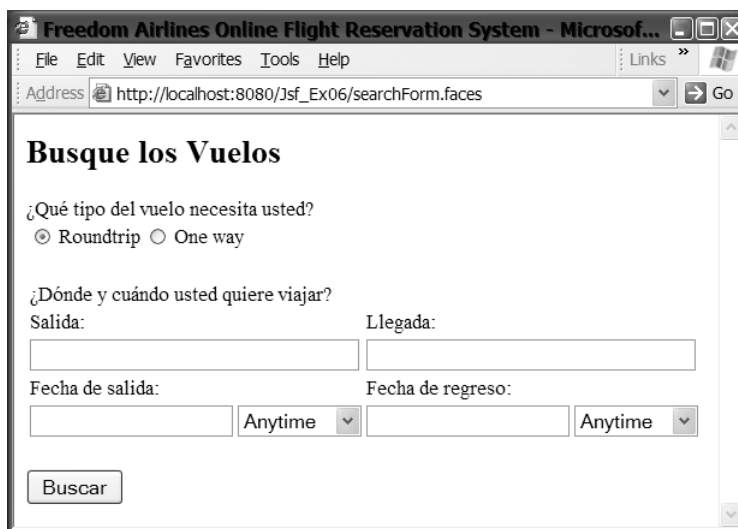 Freedom Airlines Online Flight Reservation System - Microsof...
File Edit View Favorites Tools Help Links »
Address http://localhost:8080/Jsf_Ex06/searchForm.faces Go
Busque los Vuelos
¿Qué tipo del vuelo necesita usted?
Roundtrip One way
¿Dónde y cuándo usted quiere viajar?
Salida: Llegada:
Fecha de salida: Fecha de regreso:
Anytime Anytime
Buscar